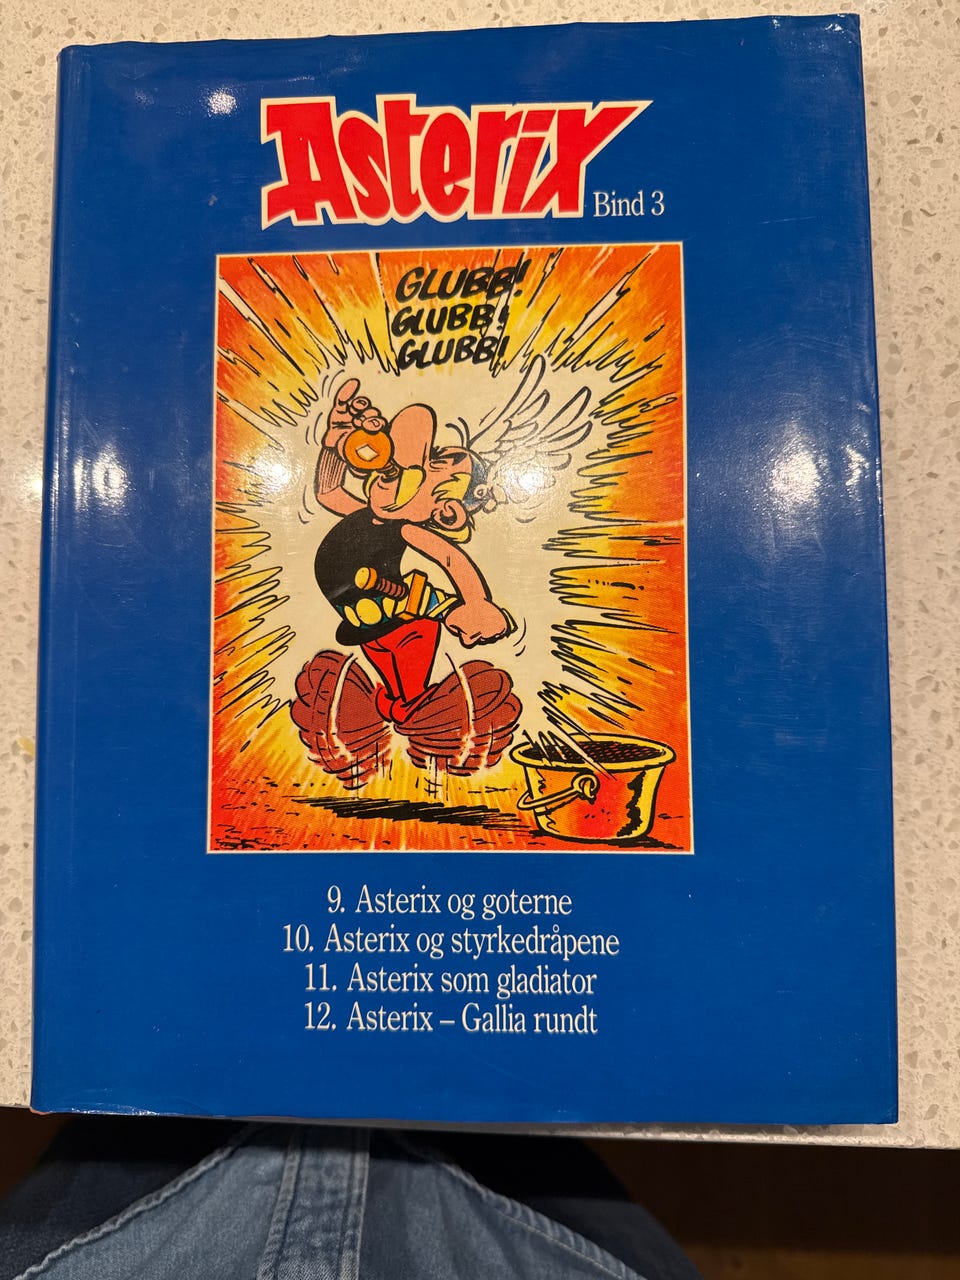 Asterix
Bind 3
GLUBB!
GLUBB!
GLUBB!
9. Asterix og goterne
10. Asterix og styrkedråpene
11. Asterix som gladiator
12. Asterix – Gallia rundt